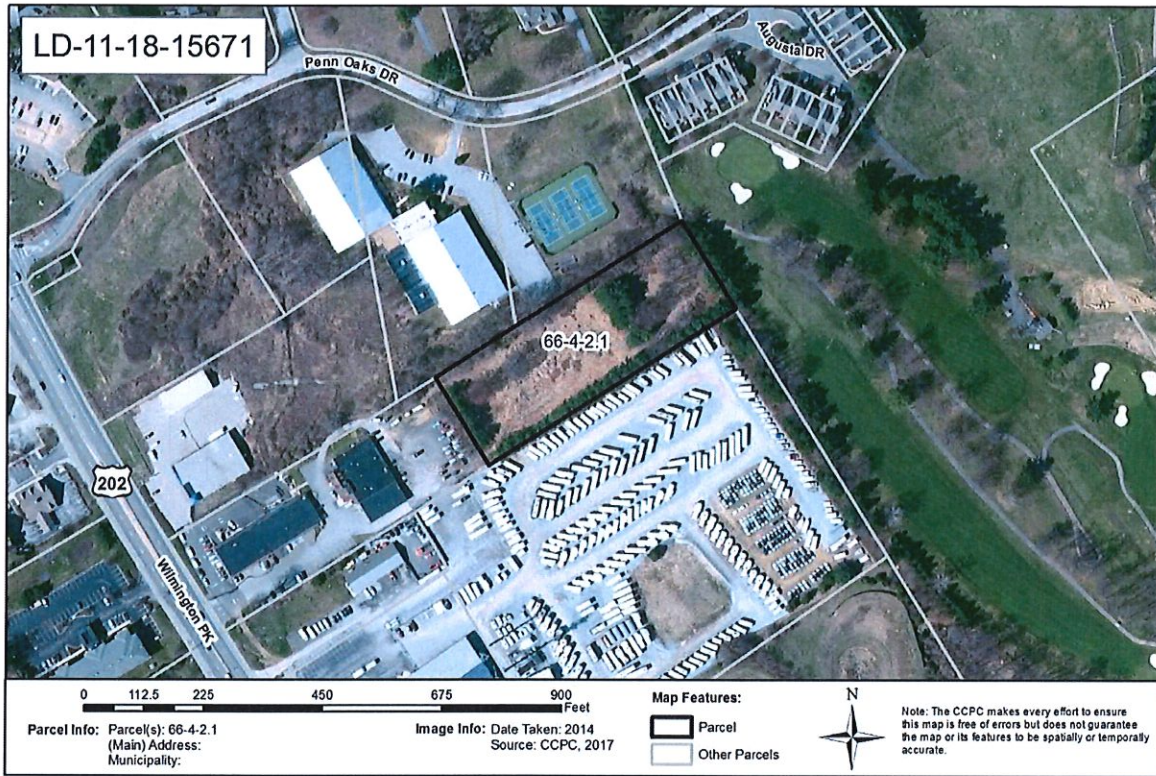 LD-11-18-15671
Penn Oaks DR
Augusta DR
66-4-2.1
202
Wilmington PK
0 112.5 225 450 675 900
Feet
Parcel Info: Parcel(s): 66-4-2.1
(Main) Address:
Municipality:
Image Info: Date Taken: 2014
Source: CCPC, 2017
Map Features:
Parcel
Other Parcels
N
Note: The CCPC makes every effort to ensure
this map is free of errors but does not guarantee
the map or its features to be spatially or temporally
accurate.